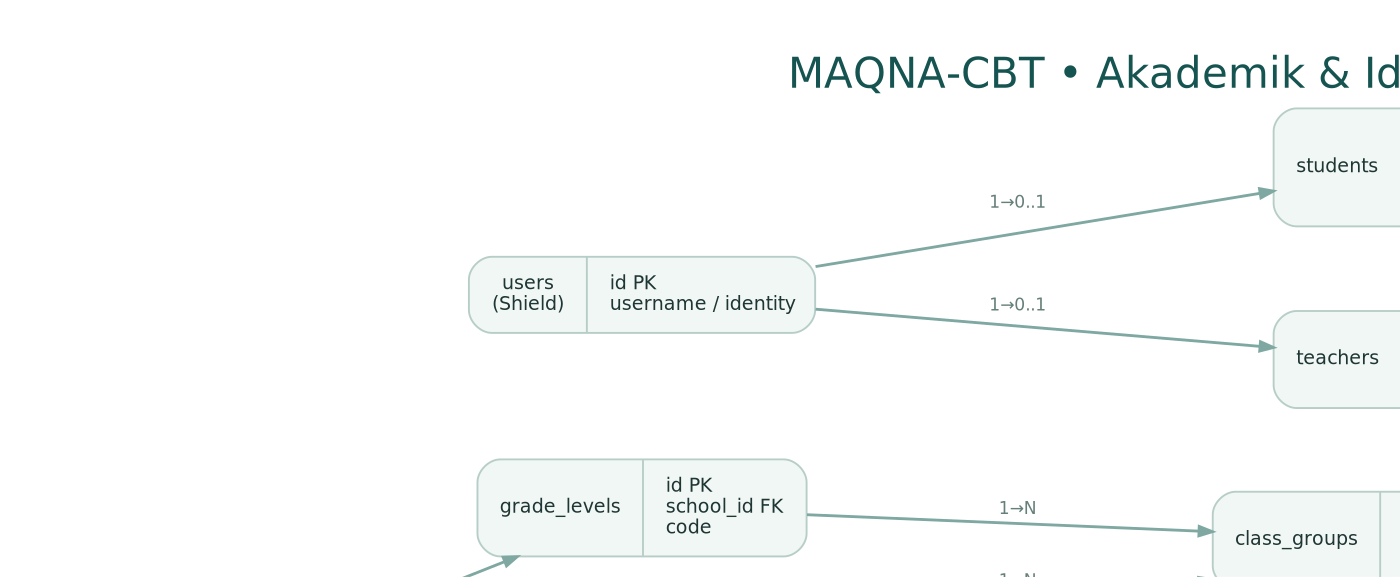 MAQNA-CBT • Akademik & Id
students
1→0..1
users
(Shield)
id PK
username / identity
1→0..1
teachers
grade_levels
id PK
school_id FK
code
1→N
class_groups
1→N